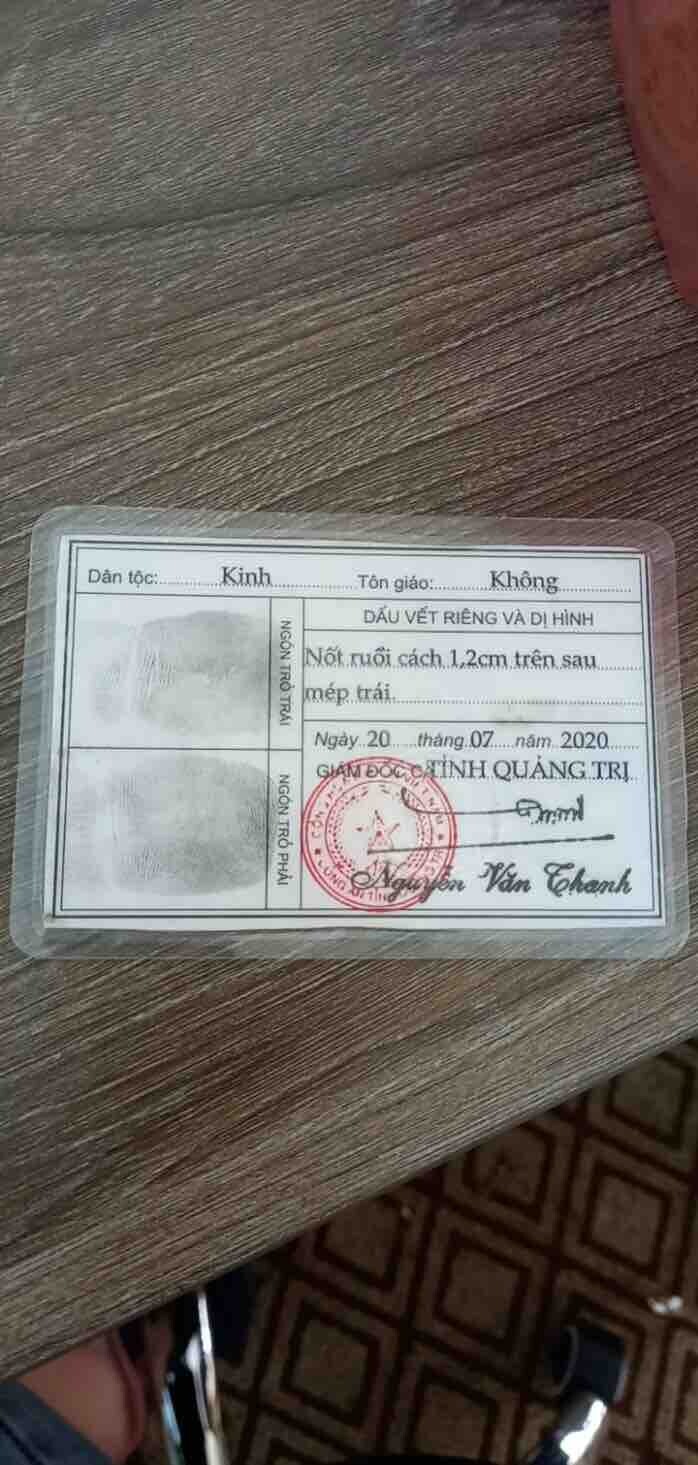 Dân tộc: Kinh Tôn giáo: Không
NGÓN TRỎ TRÁI
DẤU VẾT RIÊNG VÀ DỊ HÌNH
Nốt ruồi cách 1,2cm trên sau
mép trái.
Ngày 20 tháng 07 năm 2020
GIÁM ĐỐC CA TỈNH QUẢNG TRỊ
NGÓN TRỎ PHẢI
Nguyễn Văn Thanh